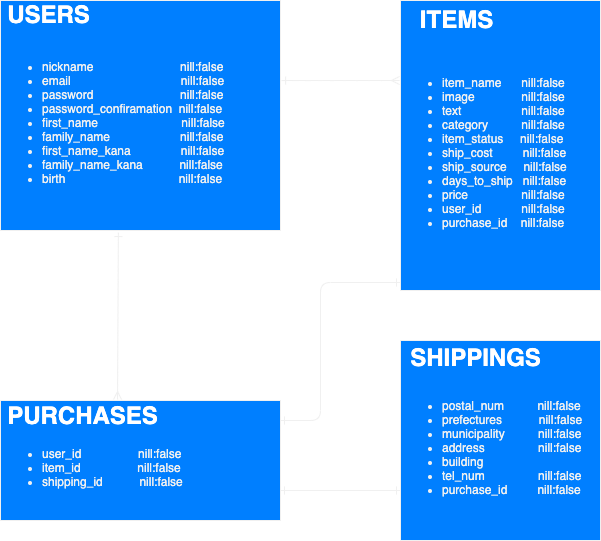 USERS
nickname nill:false
email nill:false
password nill:false
password_confiramation nill:false
first_name nill:false
family_name nill:false
first_name_kana nill:false
family_name_kana nill:false
birth nill:false
ITEMS
item_name nill:false
image nill:false
text nill:false
category nill:false
item_status nill:false
ship_cost nill:false
ship_source nill:false
days_to_ship nill:false
price nill:false
user_id nill:false
purchase_id nill:false
PURCHASES
user_id nill:false
item_id nill:false
shipping_id nill:false
SHIPPINGS
postal_num nill:false
prefectures nill:false
municipality nill:false
address nill:false
building
tel_num nill:false
purchase_id nill:false